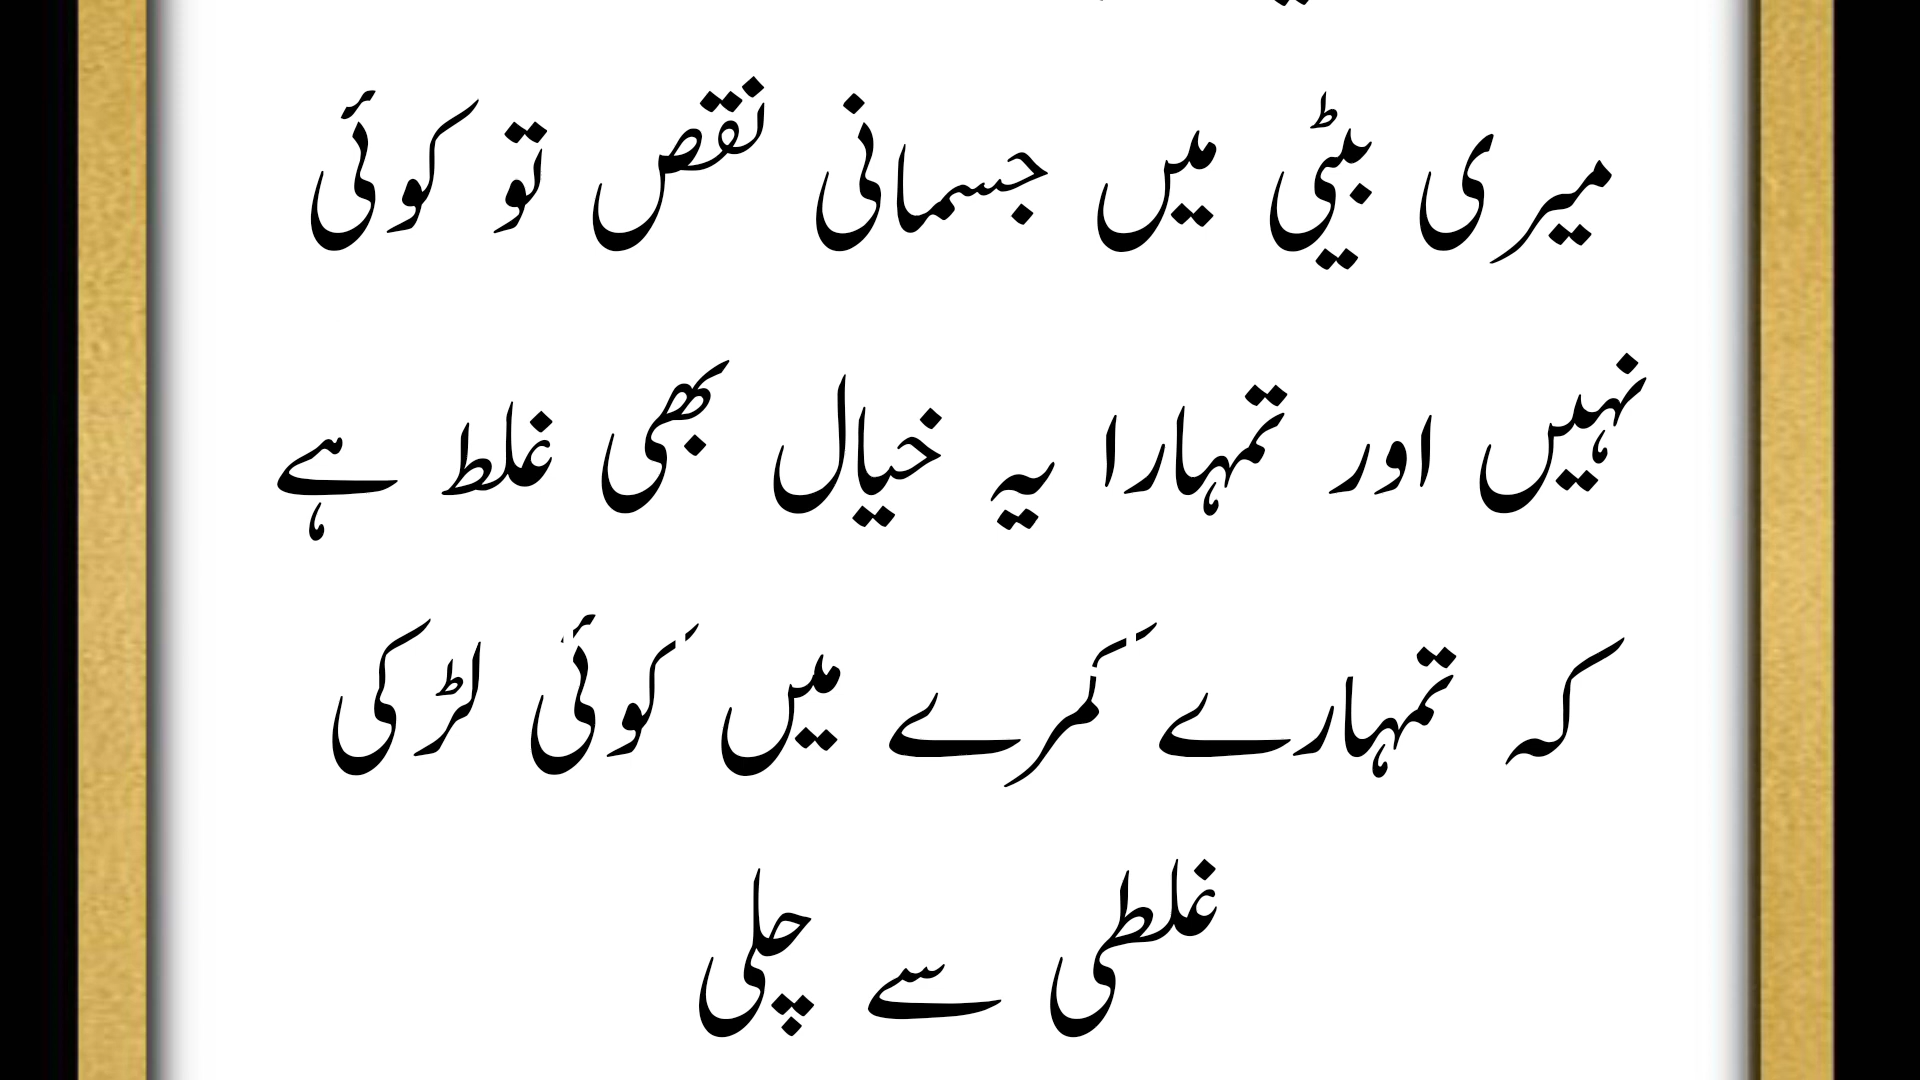 میری بیٹی میں جسمانی نقص تو کوئی
نہیں اور تمہارا یہ خیال بھی غلط ہے
کہ تمہارے کمرے میں کوئی لڑکی
غلطی سے چلی